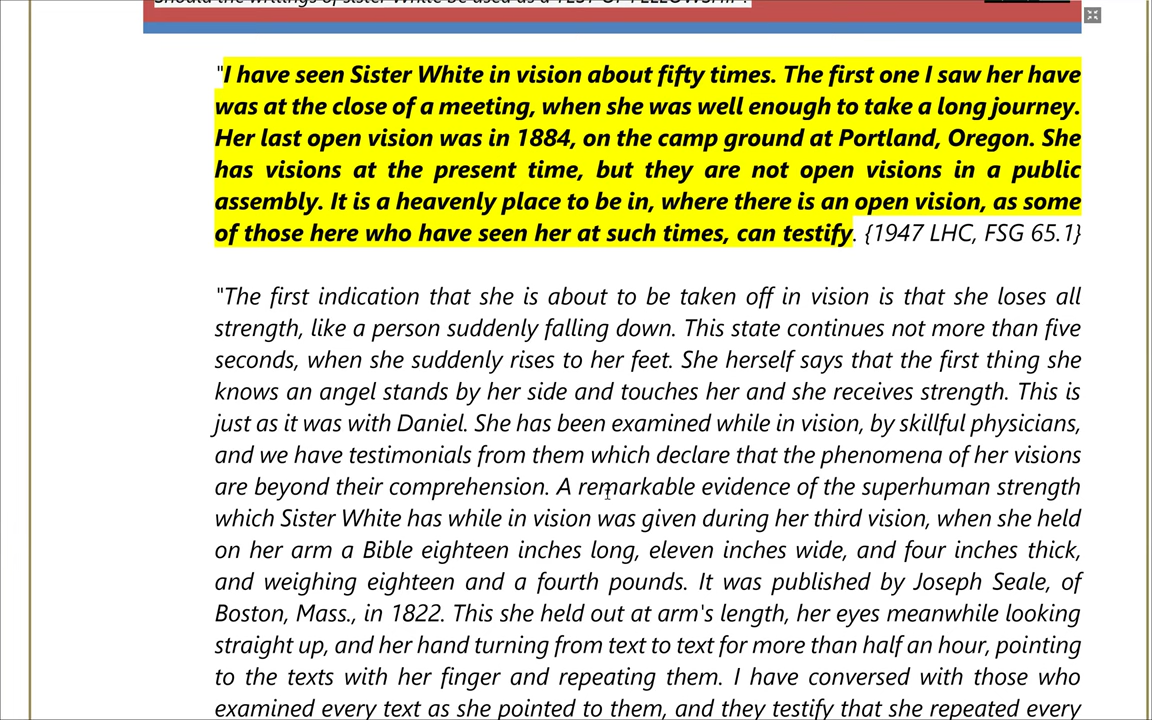 Should the writings of sister White be used as a TEST OF FELLOWSHIP?
"I have seen Sister White in vision about fifty times. The first one I saw her have
was at the close of a meeting, when she was well enough to take a long journey.
Her last open vision was in 1884, on the camp ground at Portland, Oregon. She
has visions at the present time, but they are not open visions in a public
assembly. It is a heavenly place to be in, where there is an open vision, as some
of those here who have seen her at such times, can testify. {1947 LHC, FSG 65.1}
"The first indication that she is about to be taken off in vision is that she loses all
strength, like a person suddenly falling down. This state continues not more than five
seconds, when she suddenly rises to her feet. She herself says that the first thing she
knows an angel stands by her side and touches her and she receives strength. This is
just as it was with Daniel. She has been examined while in vision, by skillful physicians,
and we have testimonials from them which declare that the phenomena of her visions
are beyond their comprehension. A remarkable evidence of the superhuman strength
which Sister White has while in vision was given during her third vision, when she held
on her arm a Bible eighteen inches long, eleven inches wide, and four inches thick,
and weighing eighteen and a fourth pounds. It was published by Joseph Seale, of
Boston, Mass., in 1822. This she held out at arm's length, her eyes meanwhile looking
straight up, and her hand turning from text to text for more than half an hour, pointing
to the texts with her finger and repeating them. I have conversed with those who
examined every text as she pointed to them, and they testify that she repeated every